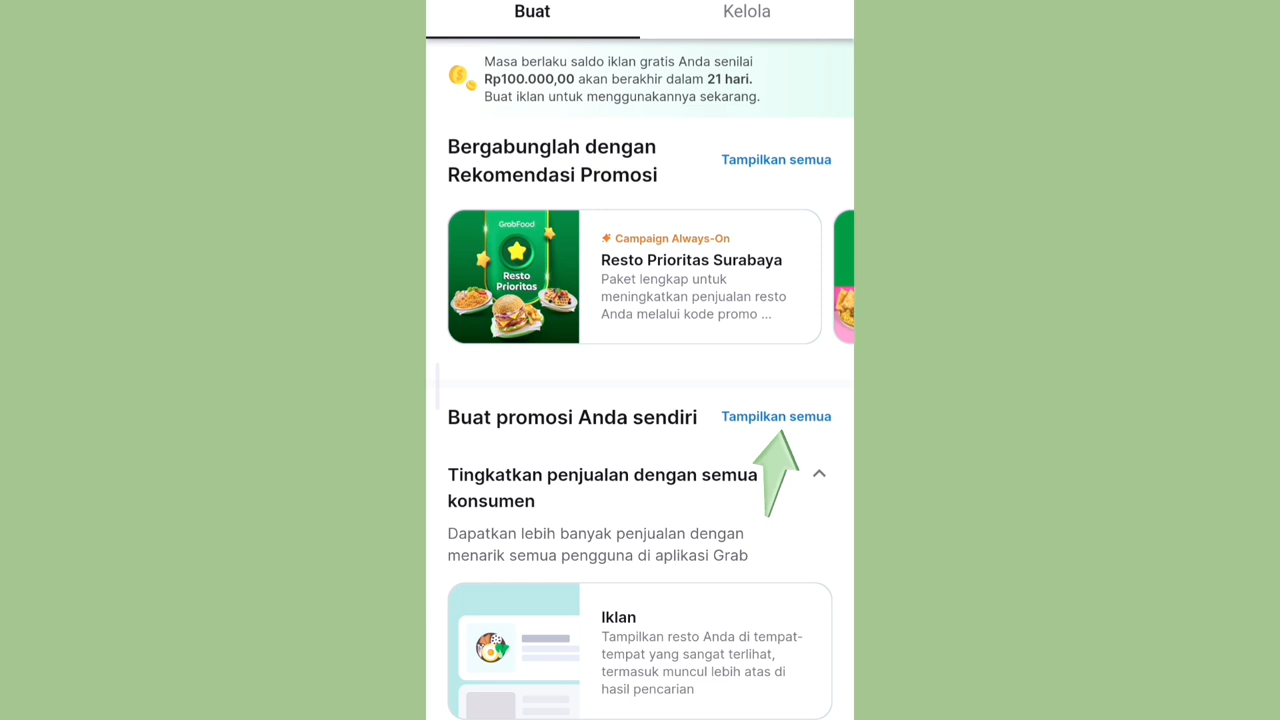 Buat
Kelola
Masa berlaku saldo iklan gratis Anda senilai
Rp100.000,00 akan berakhir dalam 21 hari.
Buat iklan untuk menggunakannya sekarang.
Bergabunglah dengan
Rekomendasi Promosi
Tampilkan semua
GrabFood
Resto
Prioritas
Campaign Always-On
Resto Prioritas Surabaya
Paket lengkap untuk
meningkatkan penjualan resto
Anda melalui kode promo ...
Buat promosi Anda sendiri
Tampilkan semua
Tingkatkan penjualan dengan semua
konsumen
Dapatkan lebih banyak penjualan dengan
menarik semua pengguna di aplikasi Grab
Iklan
Tampilkan resto Anda di tempat-
tempat yang sangat terlihat,
termasuk muncul lebih atas di
hasil pencarian